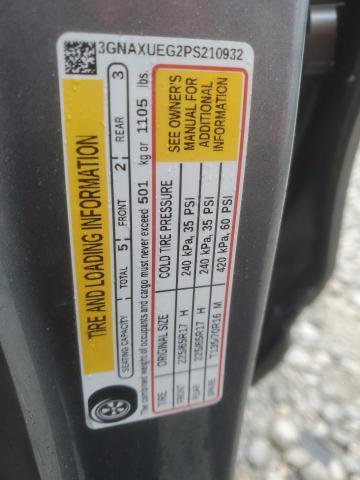 3GNAXUEG2PS210932
TIRE AND LOADING INFORMATION
SEATING CAPACITY TOTAL 5 FRONT 2 REAR 3
The combined weight of occupants and cargo must never exceed 501 kg or 1105 lbs.
TIRE ORIGINAL SIZE COLD TIRE PRESSURE
FRONT 225/65R17 H 240 kPa, 35 PSI
REAR 225/65R17 H 240 kPa, 35 PSI
SPARE T135/70R16 M 420 kPa, 60 PSI
SEE OWNER'S
MANUAL FOR
ADDITIONAL
INFORMATION